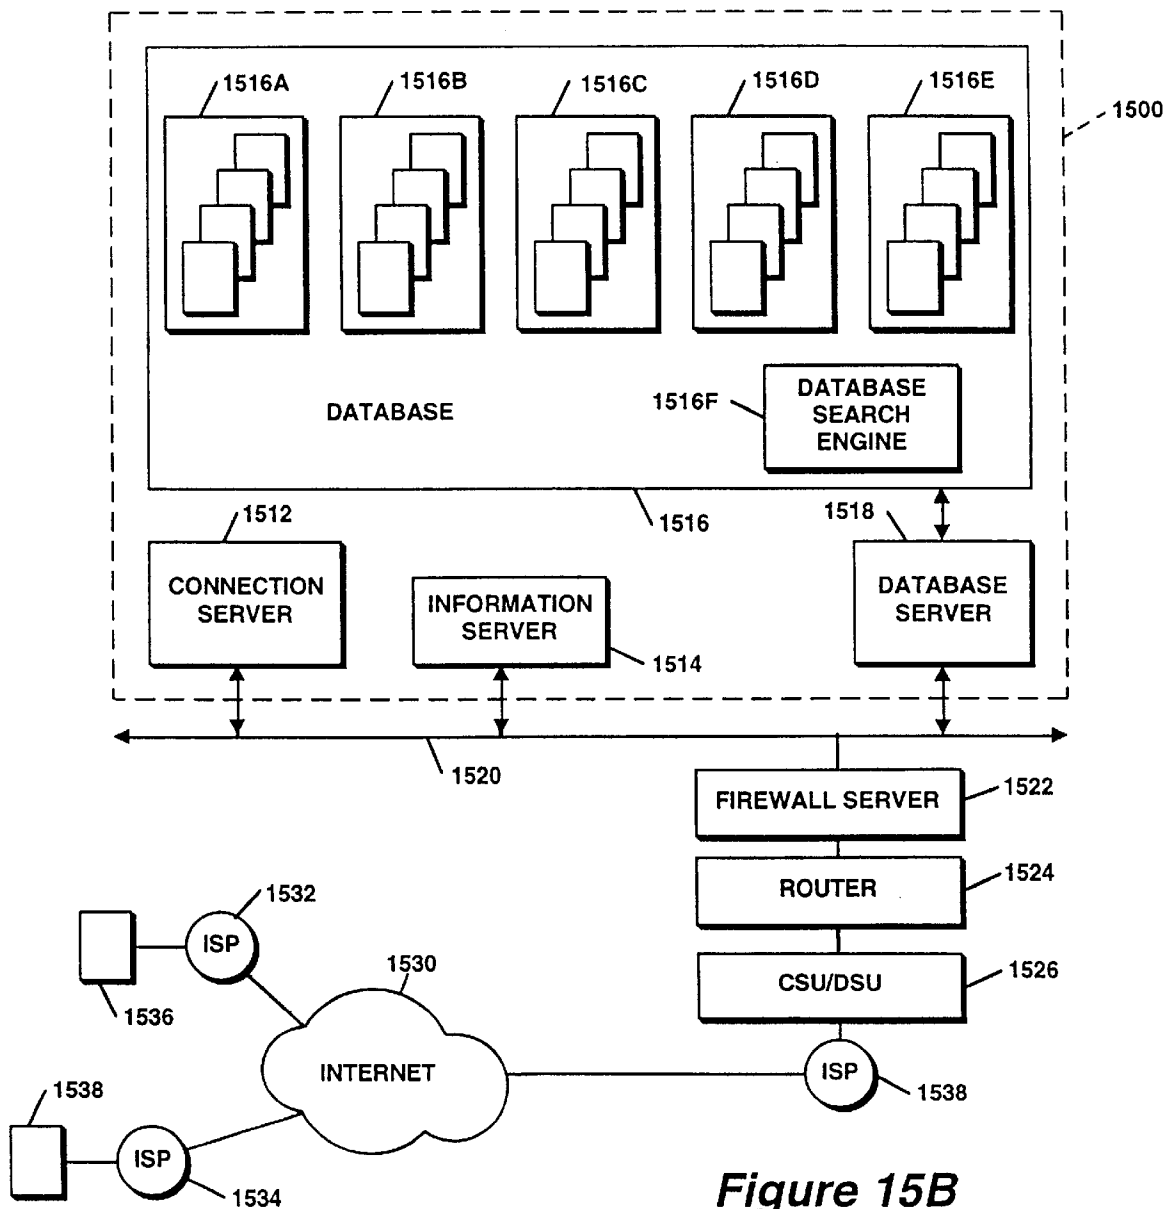 1516A
1516B
1516C
1516D
1516E
1500
DATABASE
1516F
DATABASE
SEARCH
ENGINE
1512
1516
1518
CONNECTION
SERVER
INFORMATION
SERVER
1514
DATABASE
SERVER
1520
FIREWALL SERVER
1522
ROUTER
1524
CSU/DSU
1526
1532
ISP
1536
1530
INTERNET
ISP
1538
1538
ISP
1534
Figure 15B